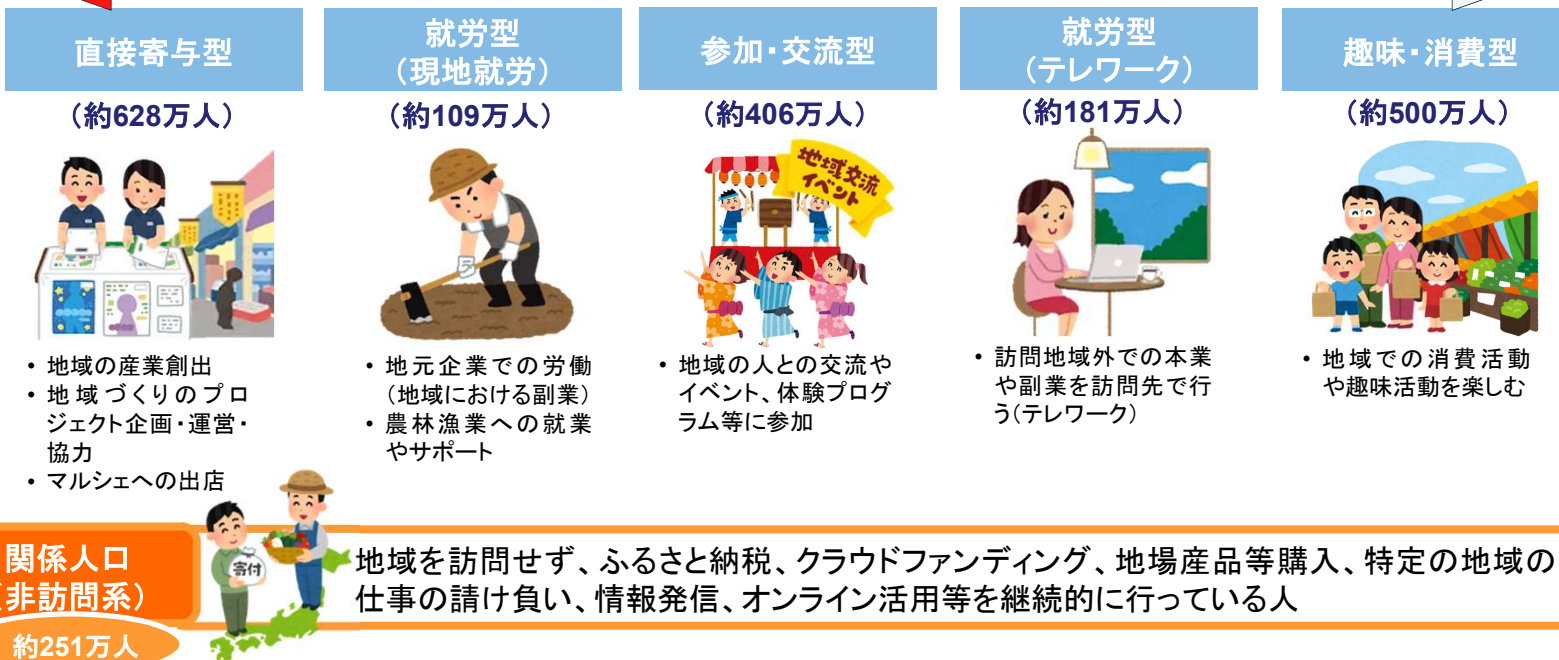 直接寄与型
(約628万人)
・地域の産業創出
・地域づくりのプロ
ジェクト企画・運営・
協力
・マルシェへの出店
就労型
(現地就労)
(約109万人)
・地元企業での労働
(地域における副業)
・農林漁業への就業
やサポート
参加・交流型
(約406万人)
地域交流
イベント
・地域の人との交流や
イベント、体験プログ
ラム等に参加
就労型
(テレワーク)
(約181万人)
・訪問地域外での本業
や副業を訪問先で行
う(テレワーク)
趣味・消費型
(約500万人)
・地域での消費活動
や趣味活動を楽しむ
関係人口
(非訪問系)
約251万人
寄付
地域を訪問せず、ふるさと納税、クラウドファンディング、地場産品等購入、特定の地域の
仕事の請け負い、情報発信、オンライン活用等を継続的に行っている人